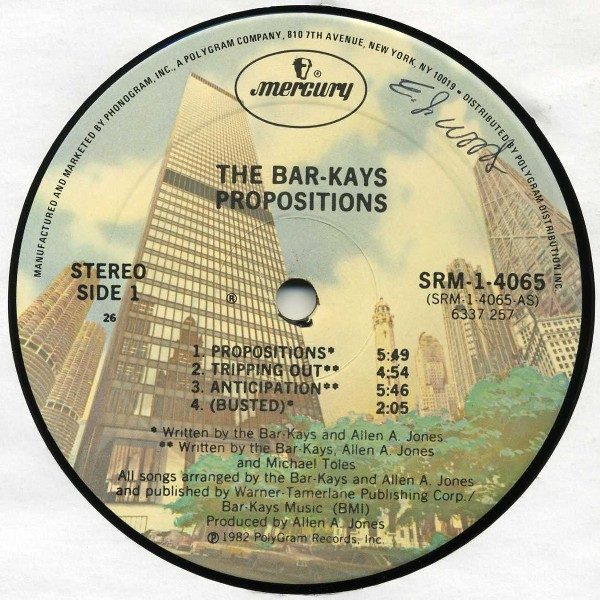 MANUFACTURED AND MARKETED BY PHONOGRAM, INC., A POLYGRAM COMPANY, 810 7TH AVENUE, NEW YORK, NY 10019 • DISTRIBUTED BY POLYGRAM DISTRIBUTION, INC.
mercury®
E.J. Woods
THE BAR-KAYS
PROPOSITIONS
STEREO
SIDE 1
26
®
SRM-1-4065
(SRM-1-4065-AS)
6337 257
1. PROPOSITIONS* 5:49
2. TRIPPING OUT** 4:54
3. ANTICIPATION** 5:46
4. (BUSTED)* 2:05
* Written by the Bar-Kays and Allen A. Jones
** Written by the Bar-Kays, Allen A. Jones
and Michael Toles
All songs arranged by the Bar-Kays and Allen A. Jones
and published by Warner-Tamerlane Publishing Corp./
Bar-Kays Music (BMI)
Produced by Allen A. Jones
℗ 1982 PolyGram Records, Inc.